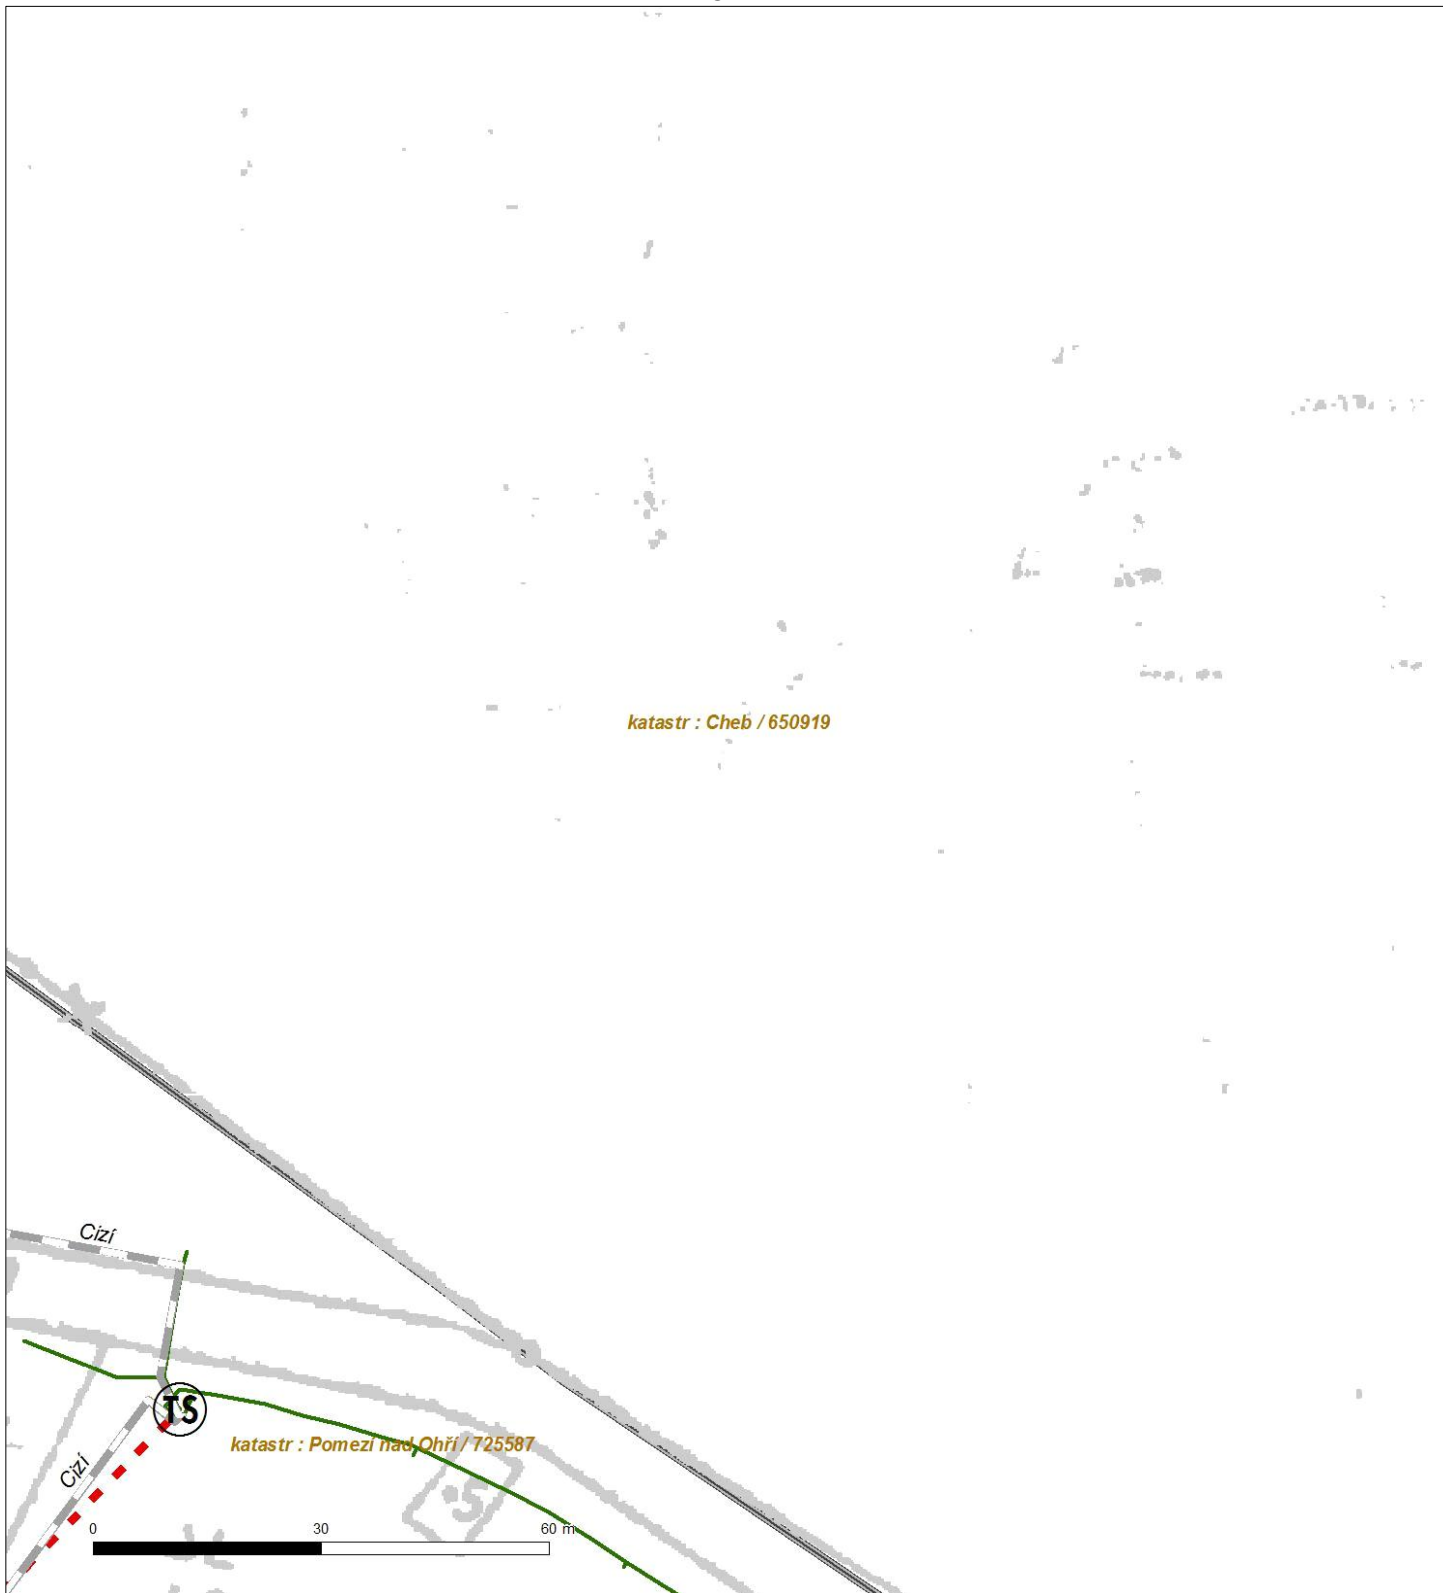 katastr : Cheb / 650919
Cizí
TS
katastr : Pomezí nad Ohří / 725587
Cizí
0 30 60 m